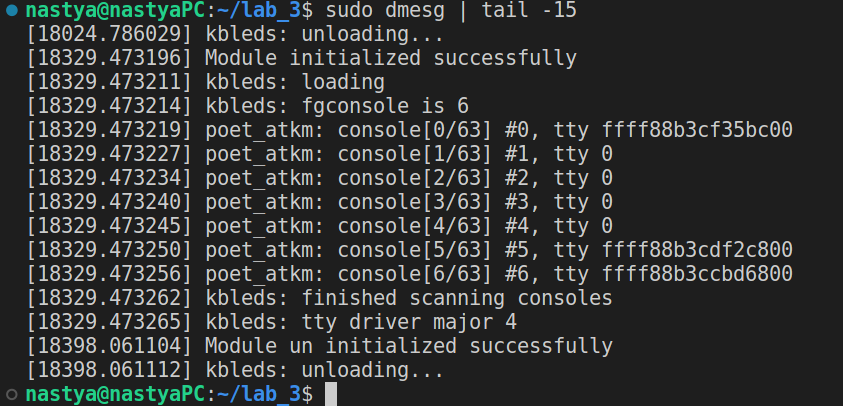 nastya@nastyaPC:~/lab_3$ sudo dmesg | tail -15
[18024.786029] kbleds: unloading...
[18329.473196] Module initialized successfully
[18329.473211] kbleds: loading
[18329.473214] kbleds: fgconsole is 6
[18329.473219] poet_atkm: console[0/63] #0, tty ffff88b3cf35bc00
[18329.473227] poet_atkm: console[1/63] #1, tty 0
[18329.473234] poet_atkm: console[2/63] #2, tty 0
[18329.473240] poet_atkm: console[3/63] #3, tty 0
[18329.473245] poet_atkm: console[4/63] #4, tty 0
[18329.473250] poet_atkm: console[5/63] #5, tty ffff88b3cdf2c800
[18329.473256] poet_atkm: console[6/63] #6, tty ffff88b3ccbd6800
[18329.473262] kbleds: finished scanning consoles
[18329.473265] kbleds: tty driver major 4
[18398.061104] Module un initialized successfully
[18398.061112] kbleds: unloading...
nastya@nastyaPC:~/lab_3$